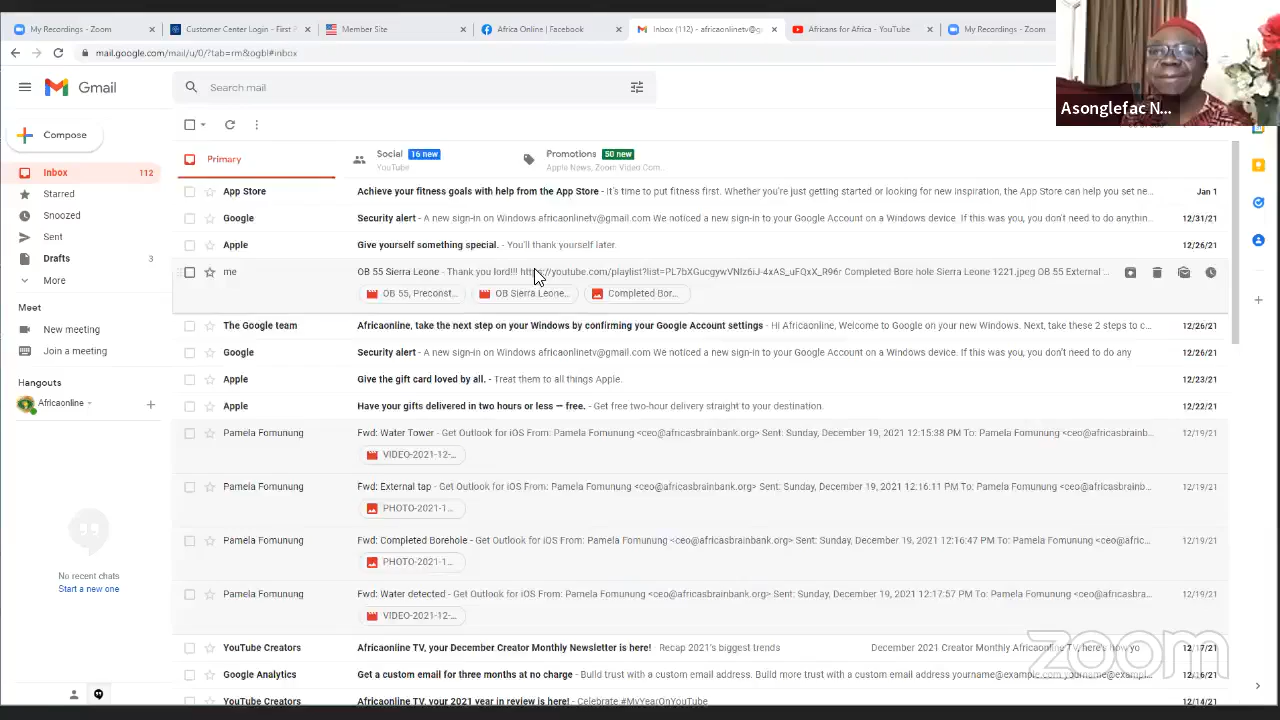 My Recordings - Zoom
Customer Center Login - First P
Member Site
Africa Online | Facebook
Inbox (112) - africaonlinetv@g
Africans for Africa - YouTube
My Recordings - Zoom
mail.google.com/mail/u/0/?tab=rm&ogbl#inbox
Asonglefac N...
Gmail
Search mail
Compose
Inbox 112
Starred
Snoozed
Sent
Drafts 3
More
Meet
New meeting
Join a meeting
Hangouts
Africaonline
No recent chats
Start a new one
Primary
Social 16 new
YouTube
Promotions 50 new
Apple News, Zoom Video Com...
App Store Achieve your fitness goals with help from the App Store - It's time to put fitness first. Whether you're just getting started or looking for new inspiration, the App Store can help you set ne... Jan 1
Google Security alert - A new sign-in on Windows africaonlinetv@gmail.com We noticed a new sign-in to your Google Account on a Windows device. If this was you, you don't need to do anythin... 12/31/21
Apple Give yourself something special. - You'll thank yourself later. 12/26/21
me OB 55 Sierra Leone - Thank you lord!!! Completed Bore hole Sierra Leone 1221.jpeg OB 55 External ...
OB 55, Preconst... OB Sierra Leone... Completed Bor...
The Google team Africaonline, take the next step on your Windows by confirming your Google Account settings - Hi Africaonline, Welcome to Google on your new Windows. Next, take these 2 steps to c... 12/26/21
Google Security alert - A new sign-in on Windows africaonlinetv@gmail.com We noticed a new sign-in to your Google Account on a Windows device. If this was you, you don't need to do any 12/26/21
Apple Give the gift card loved by all. - Treat them to all things Apple. 12/23/21
Apple Have your gifts delivered in two hours or less — free. - Get free two-hour delivery straight to your destination. 12/22/21
Pamela Fomunung Fwd: Water Tower - Get Outlook for iOS From: Pamela Fomunung <ceo@africasbrainbank.org> Sent: Sunday, December 19, 2021 12:15:38 PM To: Pamela Fomunung <ceo@africasbrainbank.org> Subject... 12/19/21
VIDEO-2021-12-...
Pamela Fomunung Fwd: External tap - Get Outlook for iOS From: Pamela Fomunung <ceo@africasbrainbank.org> Sent: Sunday, December 19, 2021 12:16:11 PM To: Pamela Fomunung <ceo@africasbrainbank.org> 12/19/21
PHOTO-2021-1...
Pamela Fomunung Fwd: Completed Borehole - Get Outlook for iOS From: Pamela Fomunung <ceo@africasbrainbank.org> Sent: Sunday, December 19, 2021 12:16:47 PM To: Pamela Fomunung <ceo@afric... 12/19/21
PHOTO-2021-1...
Pamela Fomunung Fwd: Water detected - Get Outlook for iOS From: Pamela Fomunung <ceo@africasbrainbank.org> Sent: Sunday, December 19, 2021 12:17:57 PM To: Pamela Fomunung <ceo@africasbra... 12/19/21
VIDEO-2021-12-...
YouTube Creators Africaonline TV, your December Creator Monthly Newsletter is here! Recap 2021's biggest trends December 2021 Creator Monthly Africaonline TV, here's how yo 12/17/21
Google Analytics Get a custom email for three months at no charge - Build trust with a custom email address. Build more trust with a custom email address yourname@example.com yourname@example... 12/16/21
YouTube Creators Africaonline TV, your 2021 year in review is here! - Celebrate #MyYearOnYouTube 12/14/21
zoom